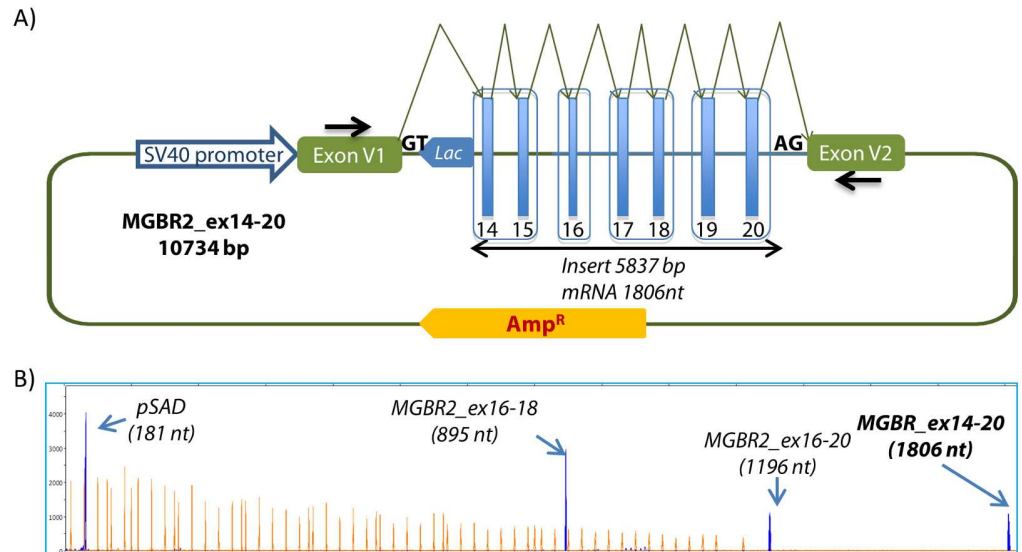 A)
SV40 promoter
Exon V1
GT
Lac
AG
Exon V2
14 15 16 17 18 19 20
MGBR2_ex14-20
10734 bp
Insert 5837 bp
mRNA 1806nt
Amp^R
B)
pSAD
(181 nt)
MGBR2_ex16-18
(895 nt)
MGBR2_ex16-20
(1196 nt)
MGBR_ex14-20
(1806 nt)
4000
3000
2000
1000
0